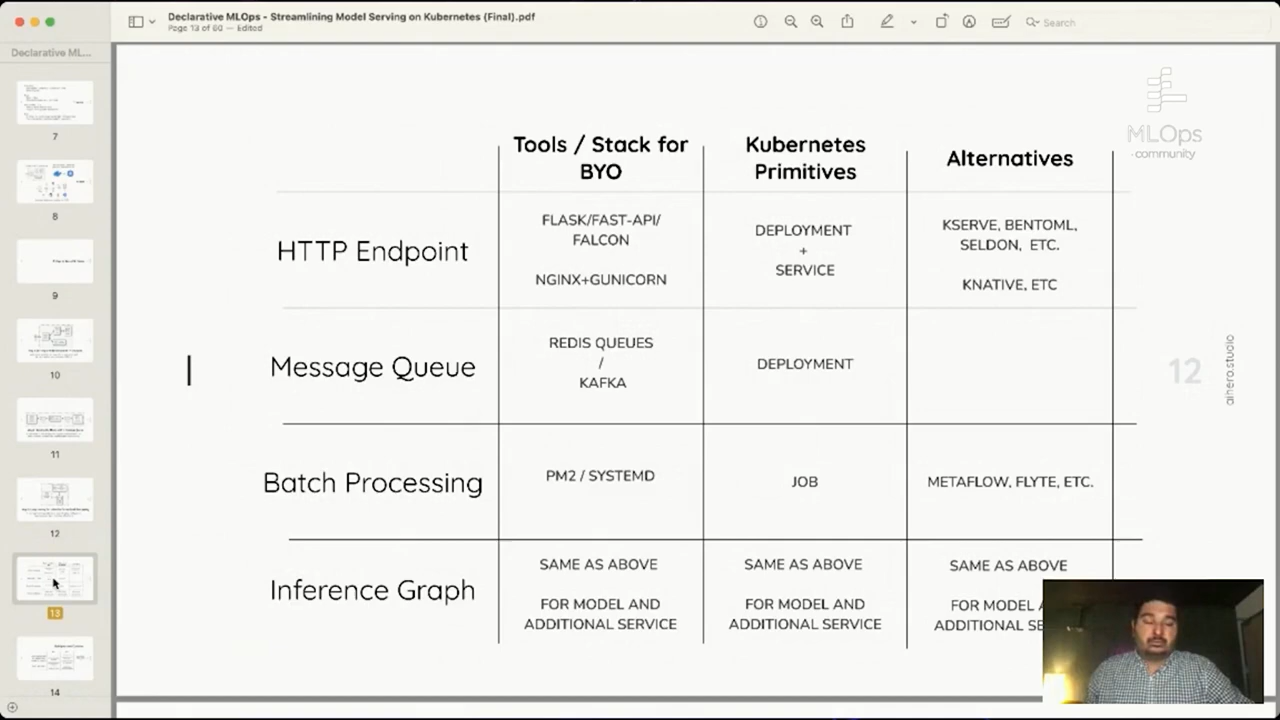 Declarative MLOps - Streamlining Model Serving on Kubernetes (Final).pdf
Page 13 of 60 — Edited
Search
Declarative ML...
7
8
9
10
11
12
13
14
MLOps
community
Tools / Stack for
BYO
Kubernetes
Primitives
Alternatives
HTTP Endpoint
FLASK/FAST-API/
FALCON
NGINX+GUNICORN
DEPLOYMENT
+
SERVICE
KSERVE, BENTOML,
SELDON, ETC.
KNATIVE, ETC
Message Queue
REDIS QUEUES
/
KAFKA
DEPLOYMENT
Batch Processing
PM2 / SYSTEMD
JOB
METAFLOW, FLYTE, ETC.
Inference Graph
SAME AS ABOVE
FOR MODEL AND
ADDITIONAL SERVICE
SAME AS ABOVE
FOR MODEL AND
ADDITIONAL SERVICE
SAME AS ABOVE
FOR MODEL
ADDITIONAL
12
aihero.studio